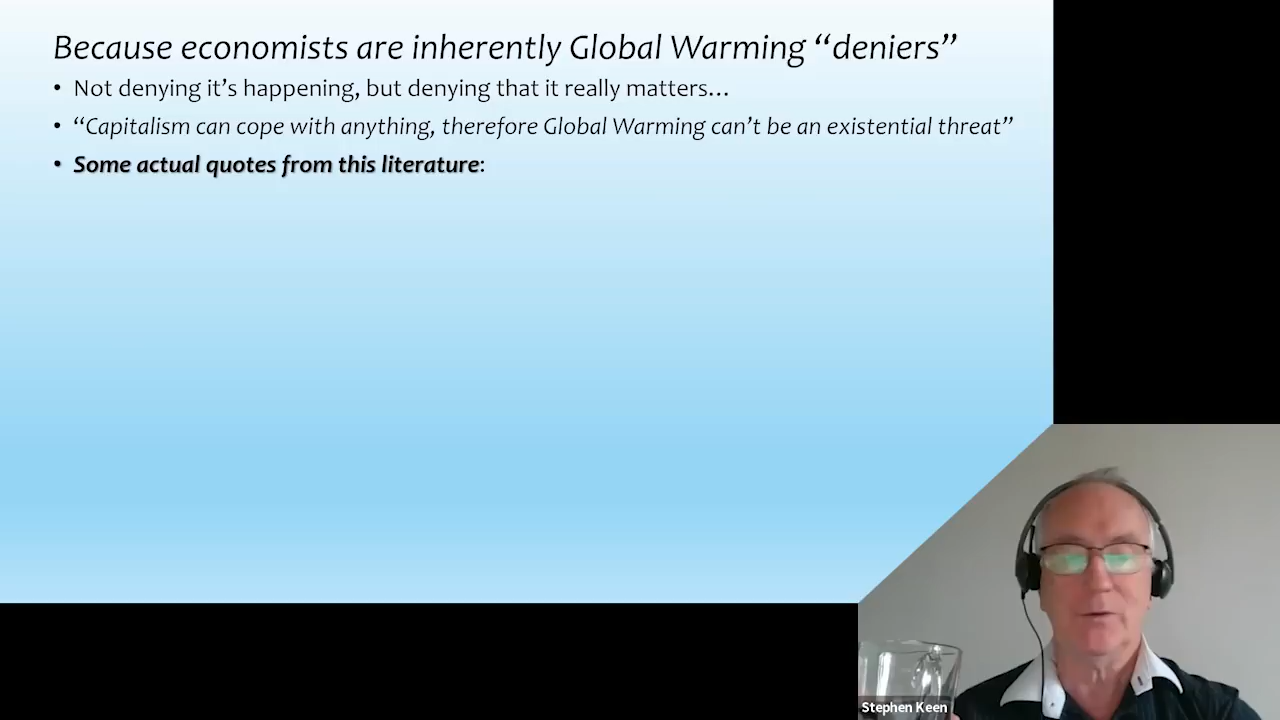 Because economists are inherently Global Warming “deniers”
• Not denying it’s happening, but denying that it really matters…
• “Capitalism can cope with anything, therefore Global Warming can’t be an existential threat”
• Some actual quotes from this literature:
Stephen Keen